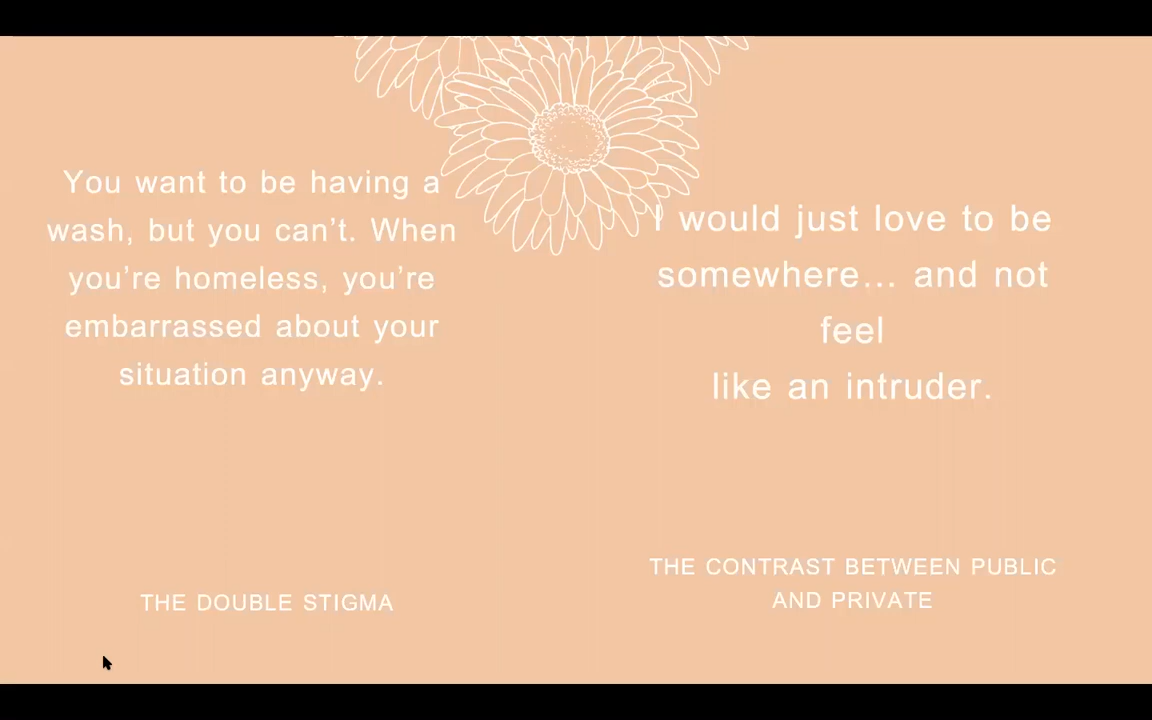 You want to be having a
wash, but you can’t. When
you’re homeless, you’re
embarrassed about your
situation anyway.
THE DOUBLE STIGMA
I would just love to be
somewhere... and not
feel
like an intruder.
THE CONTRAST BETWEEN PUBLIC
AND PRIVATE